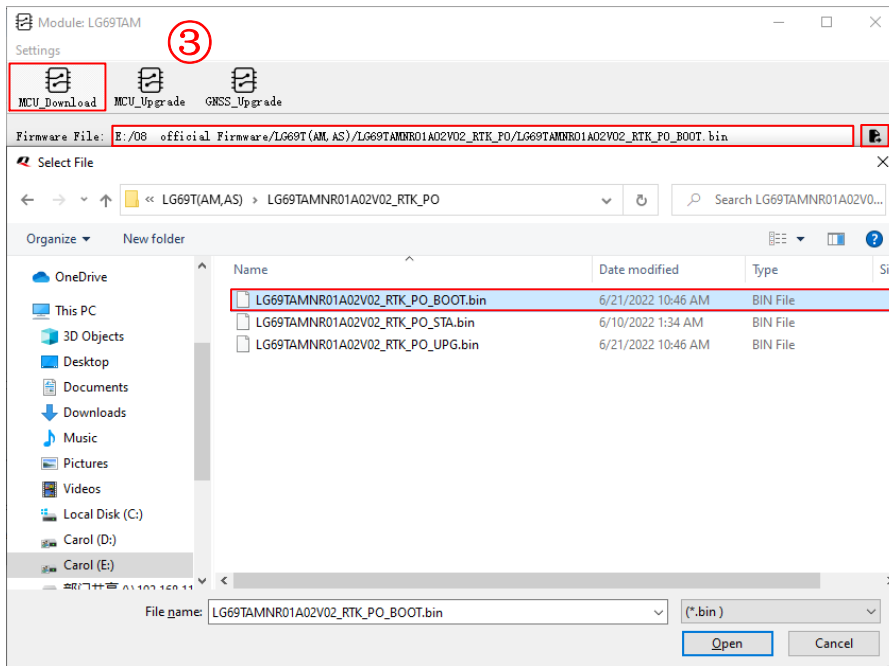 Module: LG69TAM
Settings
③
MCU_Download MCU_Upgrade GNSS_Upgrade
Firmware File: E:/08 official Firmware/LG69T(AM,AS)/LG69TAMNR01A02V02_RTK_PO/LG69TAMNR01A02V02_RTK_PO_BOOT.bin
Select File
« LG69T(AM,AS) › LG69TAMNR01A02V02_RTK_PO
Search LG69TAMNR01A02V0...
Organize New folder
Name Date modified Type Si
LG69TAMNR01A02V02_RTK_PO_BOOT.bin 6/21/2022 10:46 AM BIN File
LG69TAMNR01A02V02_RTK_PO_STA.bin 6/10/2022 1:34 AM BIN File
LG69TAMNR01A02V02_RTK_PO_UPG.bin 6/21/2022 10:46 AM BIN File
OneDrive
This PC
3D Objects
Desktop
Documents
Downloads
Music
Pictures
Videos
Local Disk (C:)
Carol (D:)
Carol (E:)
File name: LG69TAMNR01A02V02_RTK_PO_BOOT.bin (*.bin )
Open Cancel